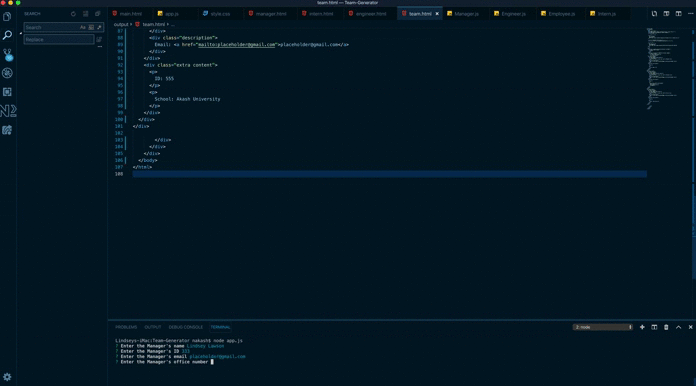 team.html — Team-Generator
SEARCH
main.html app.js style.css manager.html intern.html engineer.html team.html Manager.js Engineer.js Employee.js Intern.js
output > team.html > ...
Search
Replace
87 </div>
88 <div class="description">
89 Email: <a href="mailto:placeholder@gmail.com">placeholder@gmail.com</a>
90 </div>
91 </div>
92 <div class="extra content">
93 <p>
94 ID: 555
95 </p>
96 <p>
97 School: Akash University
98 </p>
99 </div>
100 </div>
101 </div>
102
103 </div>
104 </div>
105 </div>
106 </body>
107 </html>
108
PROBLEMS OUTPUT DEBUG CONSOLE TERMINAL
2: node
Lindseys-iMac:Team-Generator nakash$ node app.js
? Enter the Manager's name Lindsey Lawson
? Enter the Manager's ID 333
? Enter the Manager's email placeholder@gmail.com
? Enter the Manager's office number